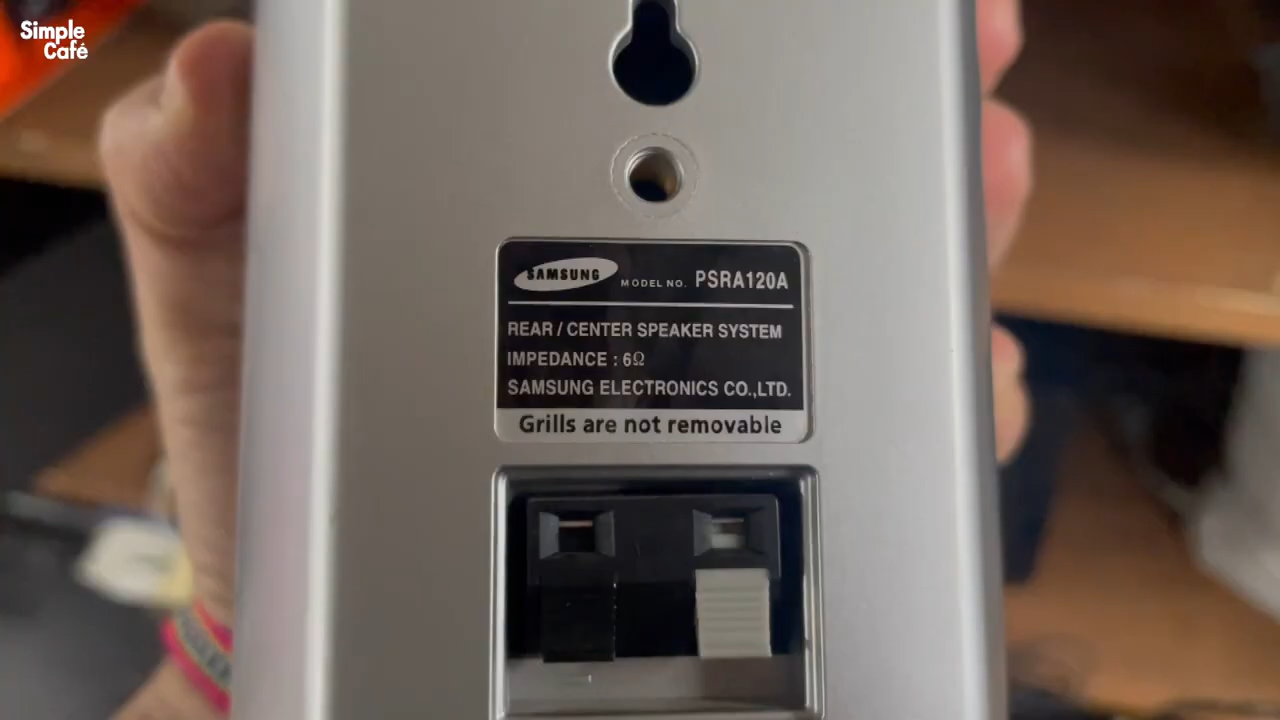 Simple
Café
SAMSUNG MODEL NO. PSRA120A
REAR / CENTER SPEAKER SYSTEM
IMPEDANCE : 6Ω
SAMSUNG ELECTRONICS CO.,LTD.
Grills are not removable